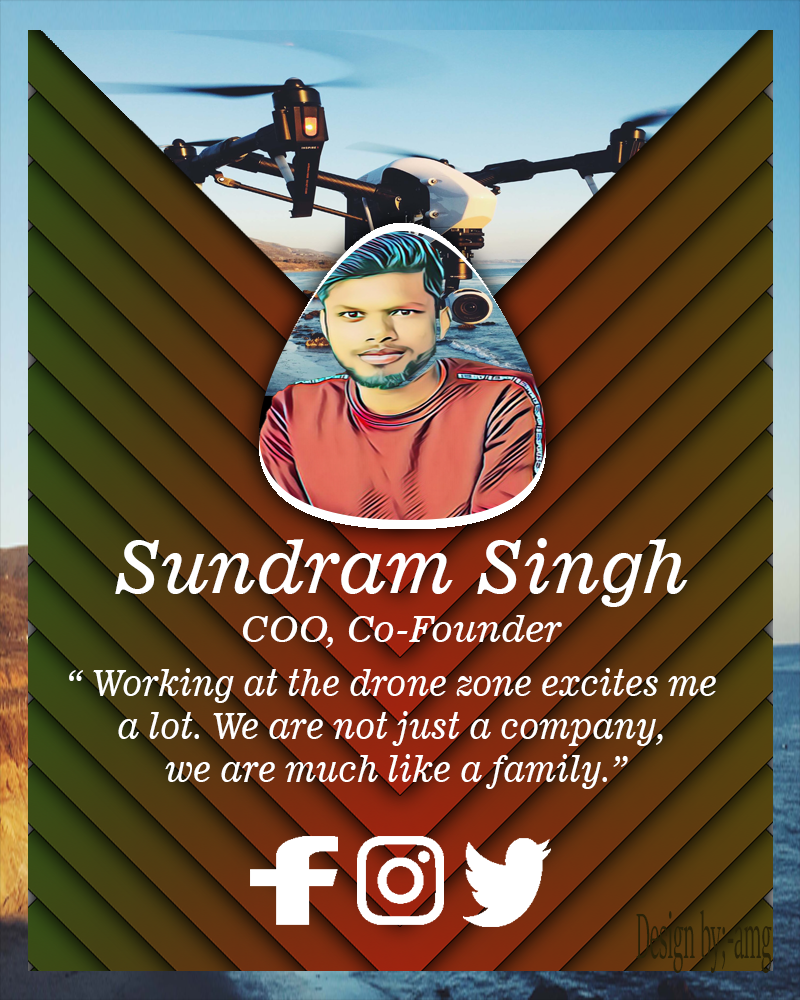 Sundram Singh
COO, Co-Founder
“ Working at the drone zone excites me
a lot. We are not just a company,
we are much like a family.”
Design by;-amg